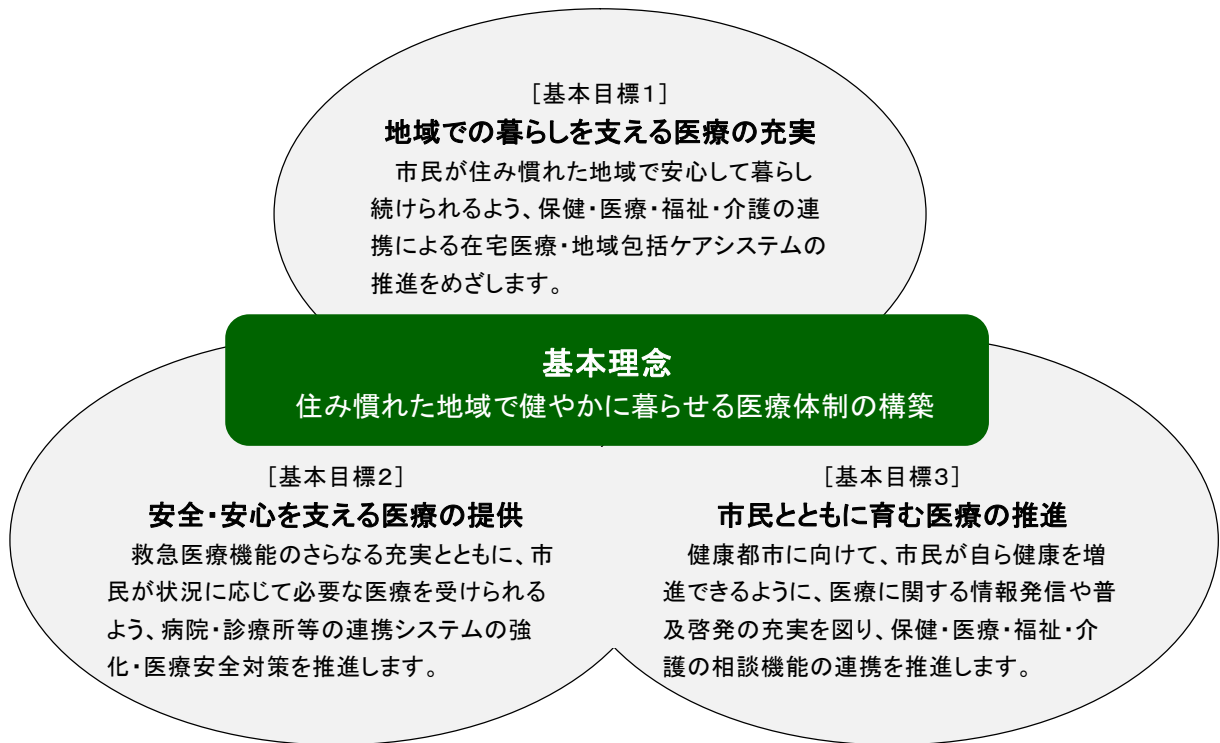 ［基本目標１］
地域での暮らしを支える医療の充実
　市民が住み慣れた地域で安心して暮らし
続けられるよう、保健・医療・福祉・介護の連
携による在宅医療・地域包括ケアシステムの
推進をめざします。
基本理念
住み慣れた地域で健やかに暮らせる医療体制の構築
［基本目標２］
安全・安心を支える医療の提供
　救急医療機能のさらなる充実とともに、市
民が状況に応じて必要な医療を受けられる
よう、病院・診療所等の連携システムの強
化・医療安全対策を推進します。
［基本目標３］
市民とともに育む医療の推進
　健康都市に向けて、市民が自ら健康を増
進できるように、医療に関する情報発信や普
及啓発の充実を図り、保健・医療・福祉・介
護の相談機能の連携を推進します。